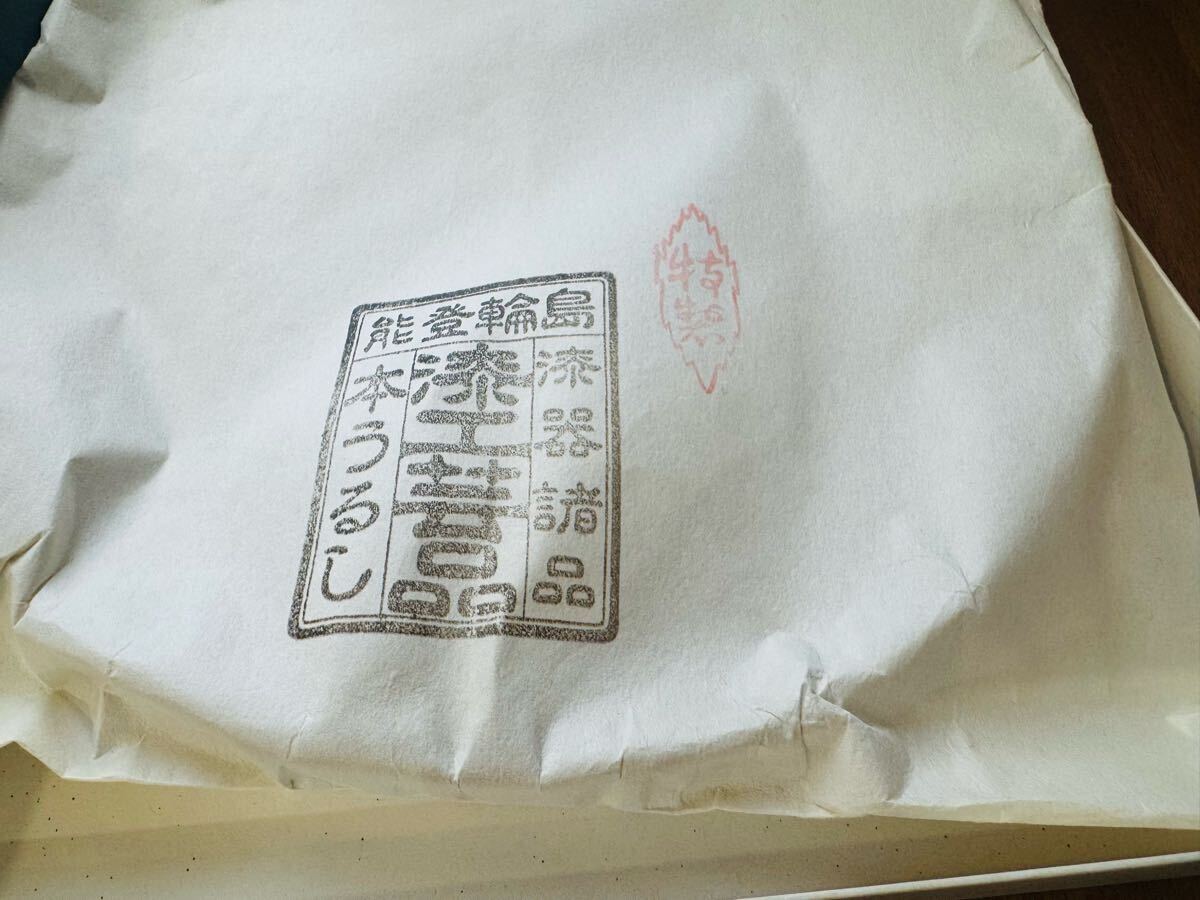 能登輪島
漆器諸品
漆工芸品
本うるし
特製